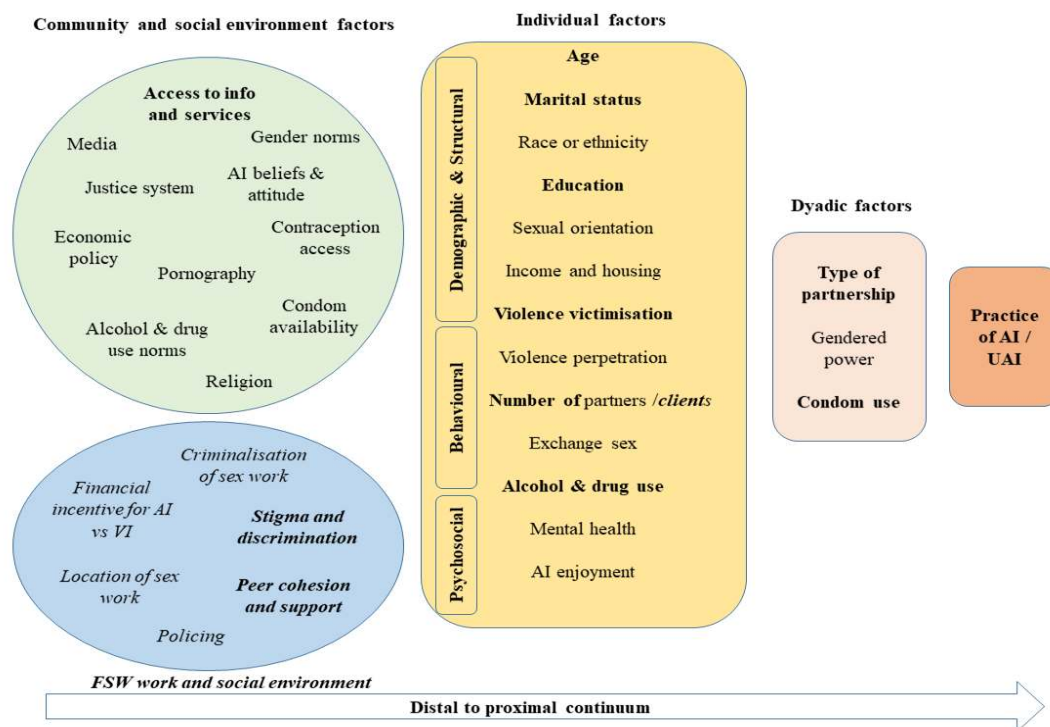 Community and social environment factors
Individual factors
Access to info
and services
Media
Gender norms
Justice system
AI beliefs &
attitude
Economic
policy
Contraception
access
Pornography
Condom
availability
Alcohol & drug
use norms
Religion
Criminalisation
of sex work
Financial
incentive for AI
vs VI
Stigma and
discrimination
Location of sex
work
Peer cohesion
and support
Policing
FSW work and social environment
Demographic & Structural
Behavioural
Psychosocial
Age
Marital status
Race or ethnicity
Education
Sexual orientation
Income and housing
Violence victimisation
Violence perpetration
Number of partners /clients
Exchange sex
Alcohol & drug use
Mental health
AI enjoyment
Dyadic factors
Type of
partnership
Gendered
power
Condom use
Practice
of AI /
UAI
Distal to proximal continuum